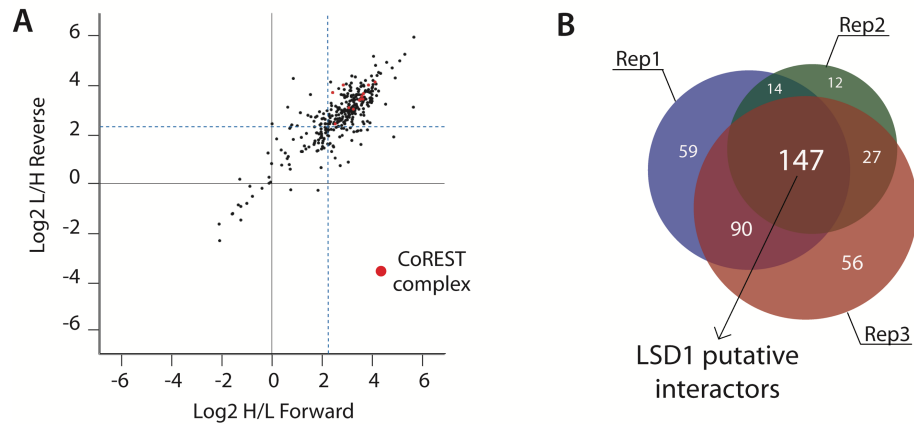 A
6
4
2
0
-2
-4
-6
Log2 L/H Reverse
-6
-4
-2
0
2
4
6
Log2 H/L Forward
CoREST
complex
B
Rep1
Rep2
Rep3
14
12
59
147
27
90
56
LSD1 putative
interactors